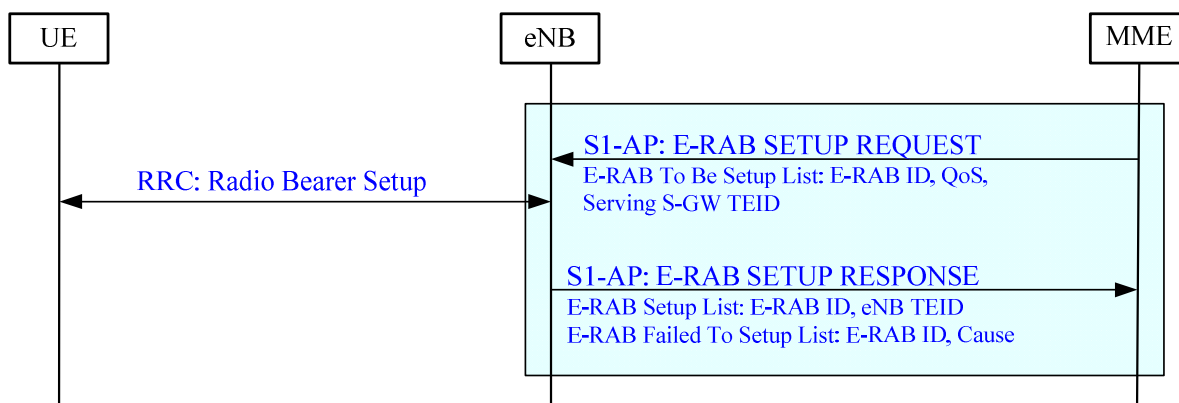 UE
eNB
MME
S1-AP: E-RAB SETUP REQUEST
E-RAB To Be Setup List: E-RAB ID, QoS,
Serving S-GW TEID
RRC: Radio Bearer Setup
S1-AP: E-RAB SETUP RESPONSE
E-RAB Setup List: E-RAB ID, eNB TEID
E-RAB Failed To Setup List: E-RAB ID, Cause